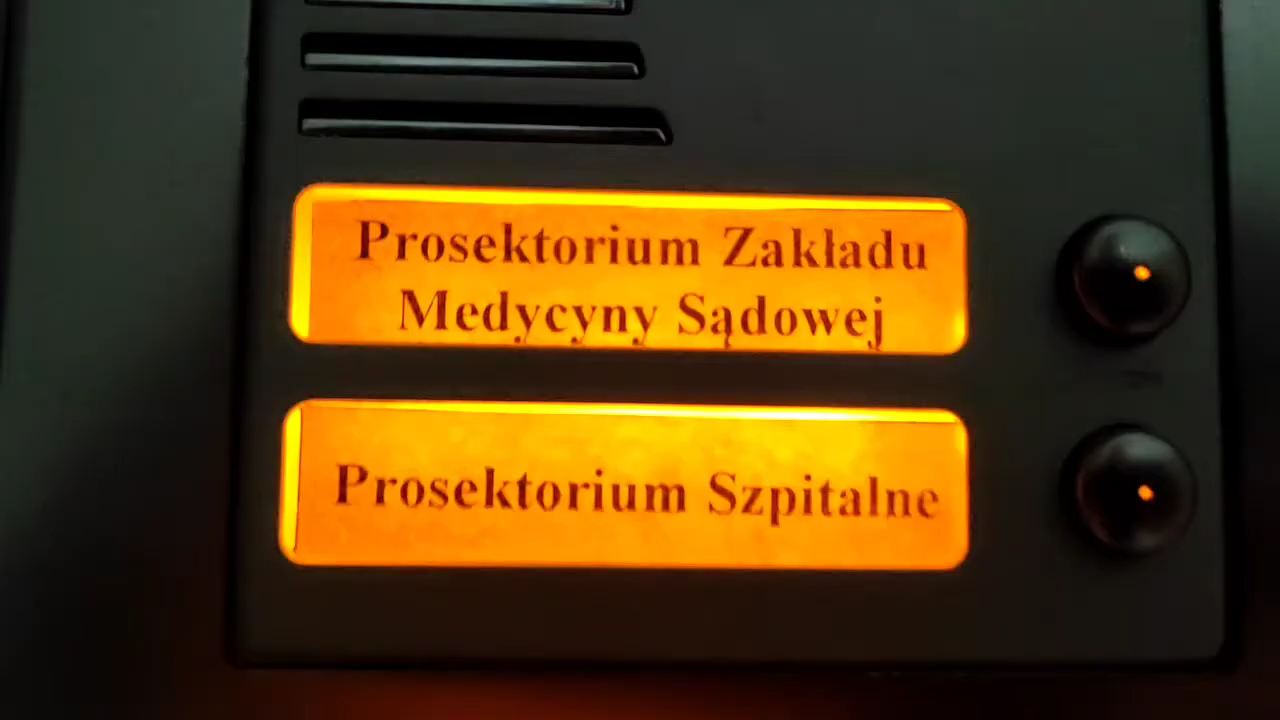 Prosektorium Zakładu
Medycyny Sądowej
Prosektorium Szpitalne